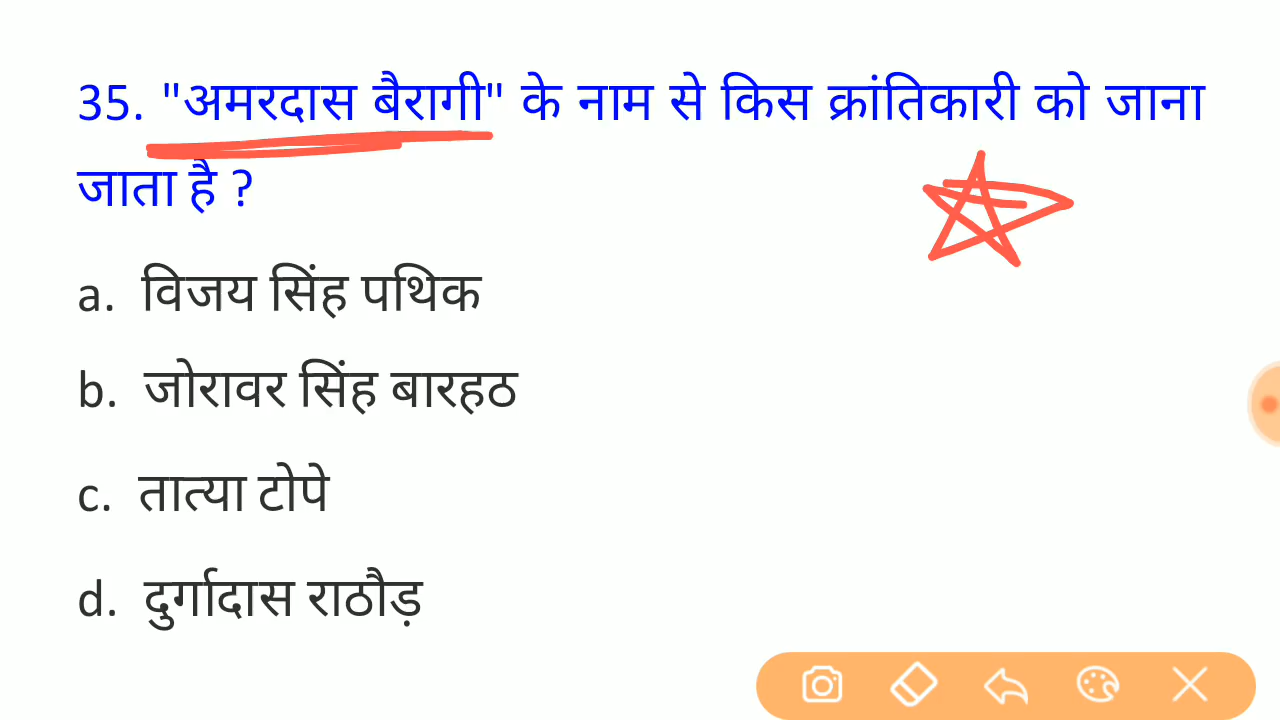 35. "अमरदास बैरागी" के नाम से किस क्रांतिकारी को जाना
जाता है ?
a. विजय सिंह पथिक
b. जोरावर सिंह बारहठ
c. तात्या टोपे
d. दुर्गादास राठौड़